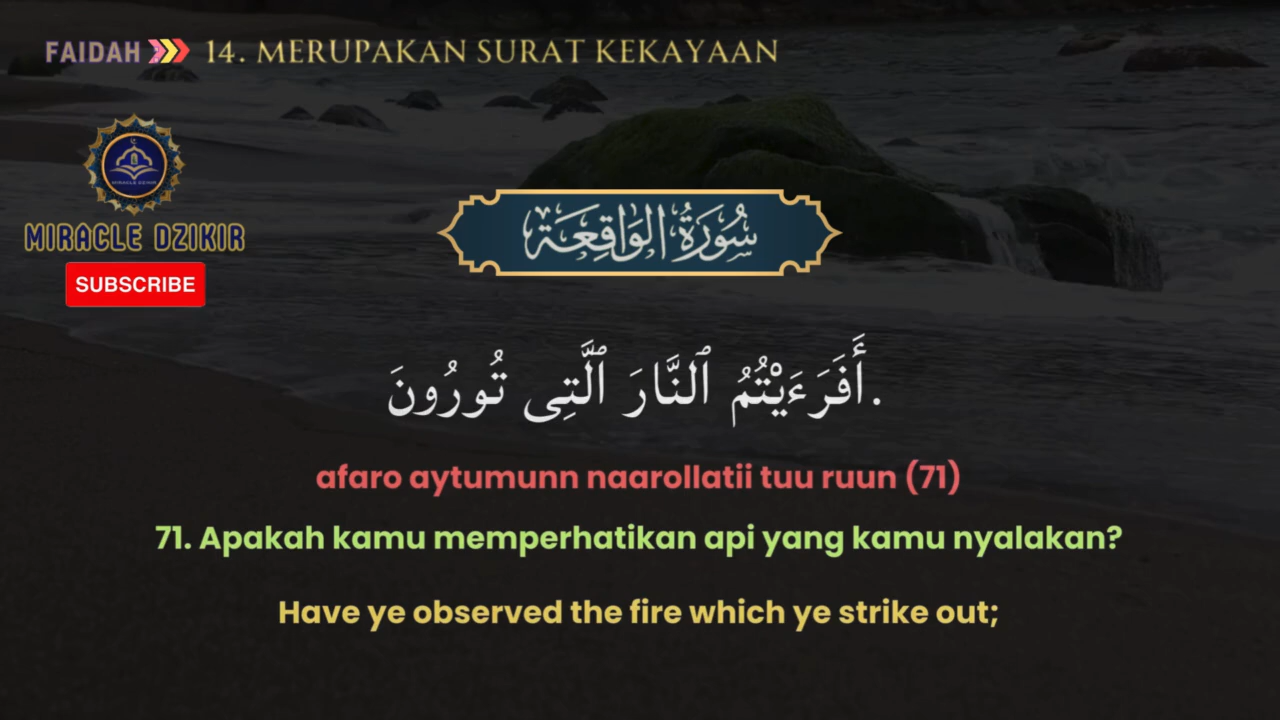 FAIDAH 14. MERUPAKAN SURAT KEKAYAAN
MIRACLE DZIKIR
SUBSCRIBE
سُورَةُ الوَاقِعَة
أَفَرَءَيْتُمُ ٱلنَّارَ ٱلَّتِى تُورُونَ.
afaro aytumunn naarollatii tuu ruun (71)
71. Apakah kamu memperhatikan api yang kamu nyalakan?
Have ye observed the fire which ye strike out;